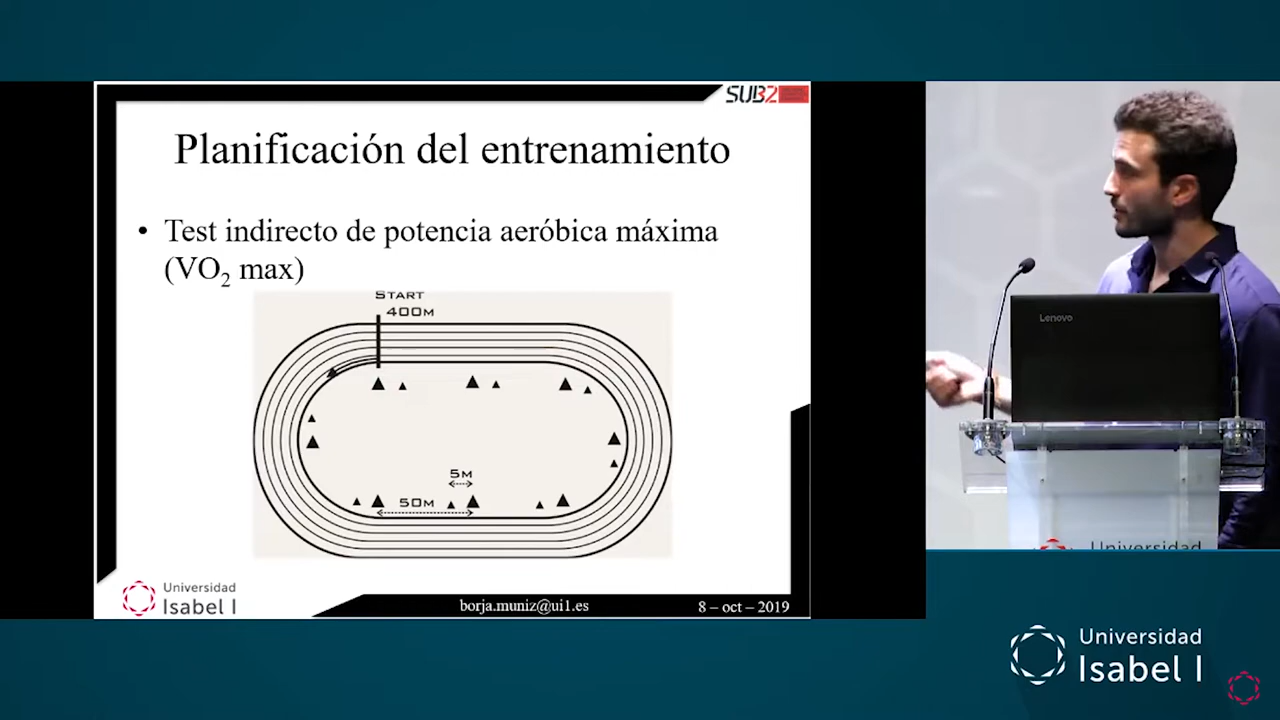 SUB2
Planificación del entrenamiento
• Test indirecto de potencia aeróbica máxima
(VO₂ max)
START
400M
5M
50M
Universidad
Isabel I
borja.muniz@ui1.es
8 – oct – 2019
Lenovo
Universidad
Universidad
Isabel I